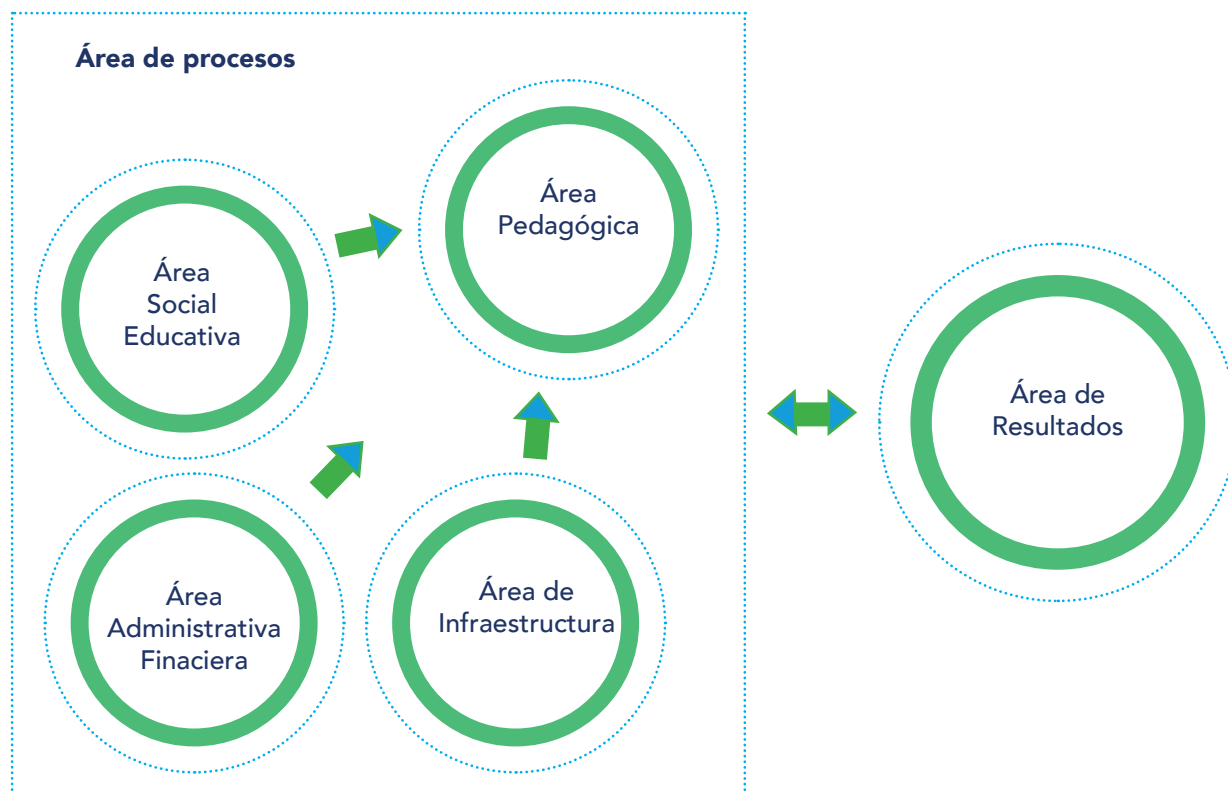 Área de procesos
Área
Social
Educativa
Área
Pedagógica
Área
Administrativa
Finaciera
Área de
Infraestructura
Área de
Resultados